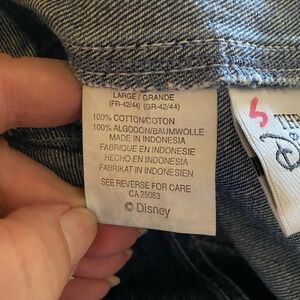 LARGE / GRANDE
(FR-42/44) (GR-42/44)
100% COTTON/COTON
100% ALGODON/BAUMWOLLE
MADE IN INDONESIA
FABRIQUE EN INDONESIE
HECHO EN INDONESIA
FABRIKAT IN INDONESIEN
SEE REVERSE FOR CARE
CA 25083
© Disney